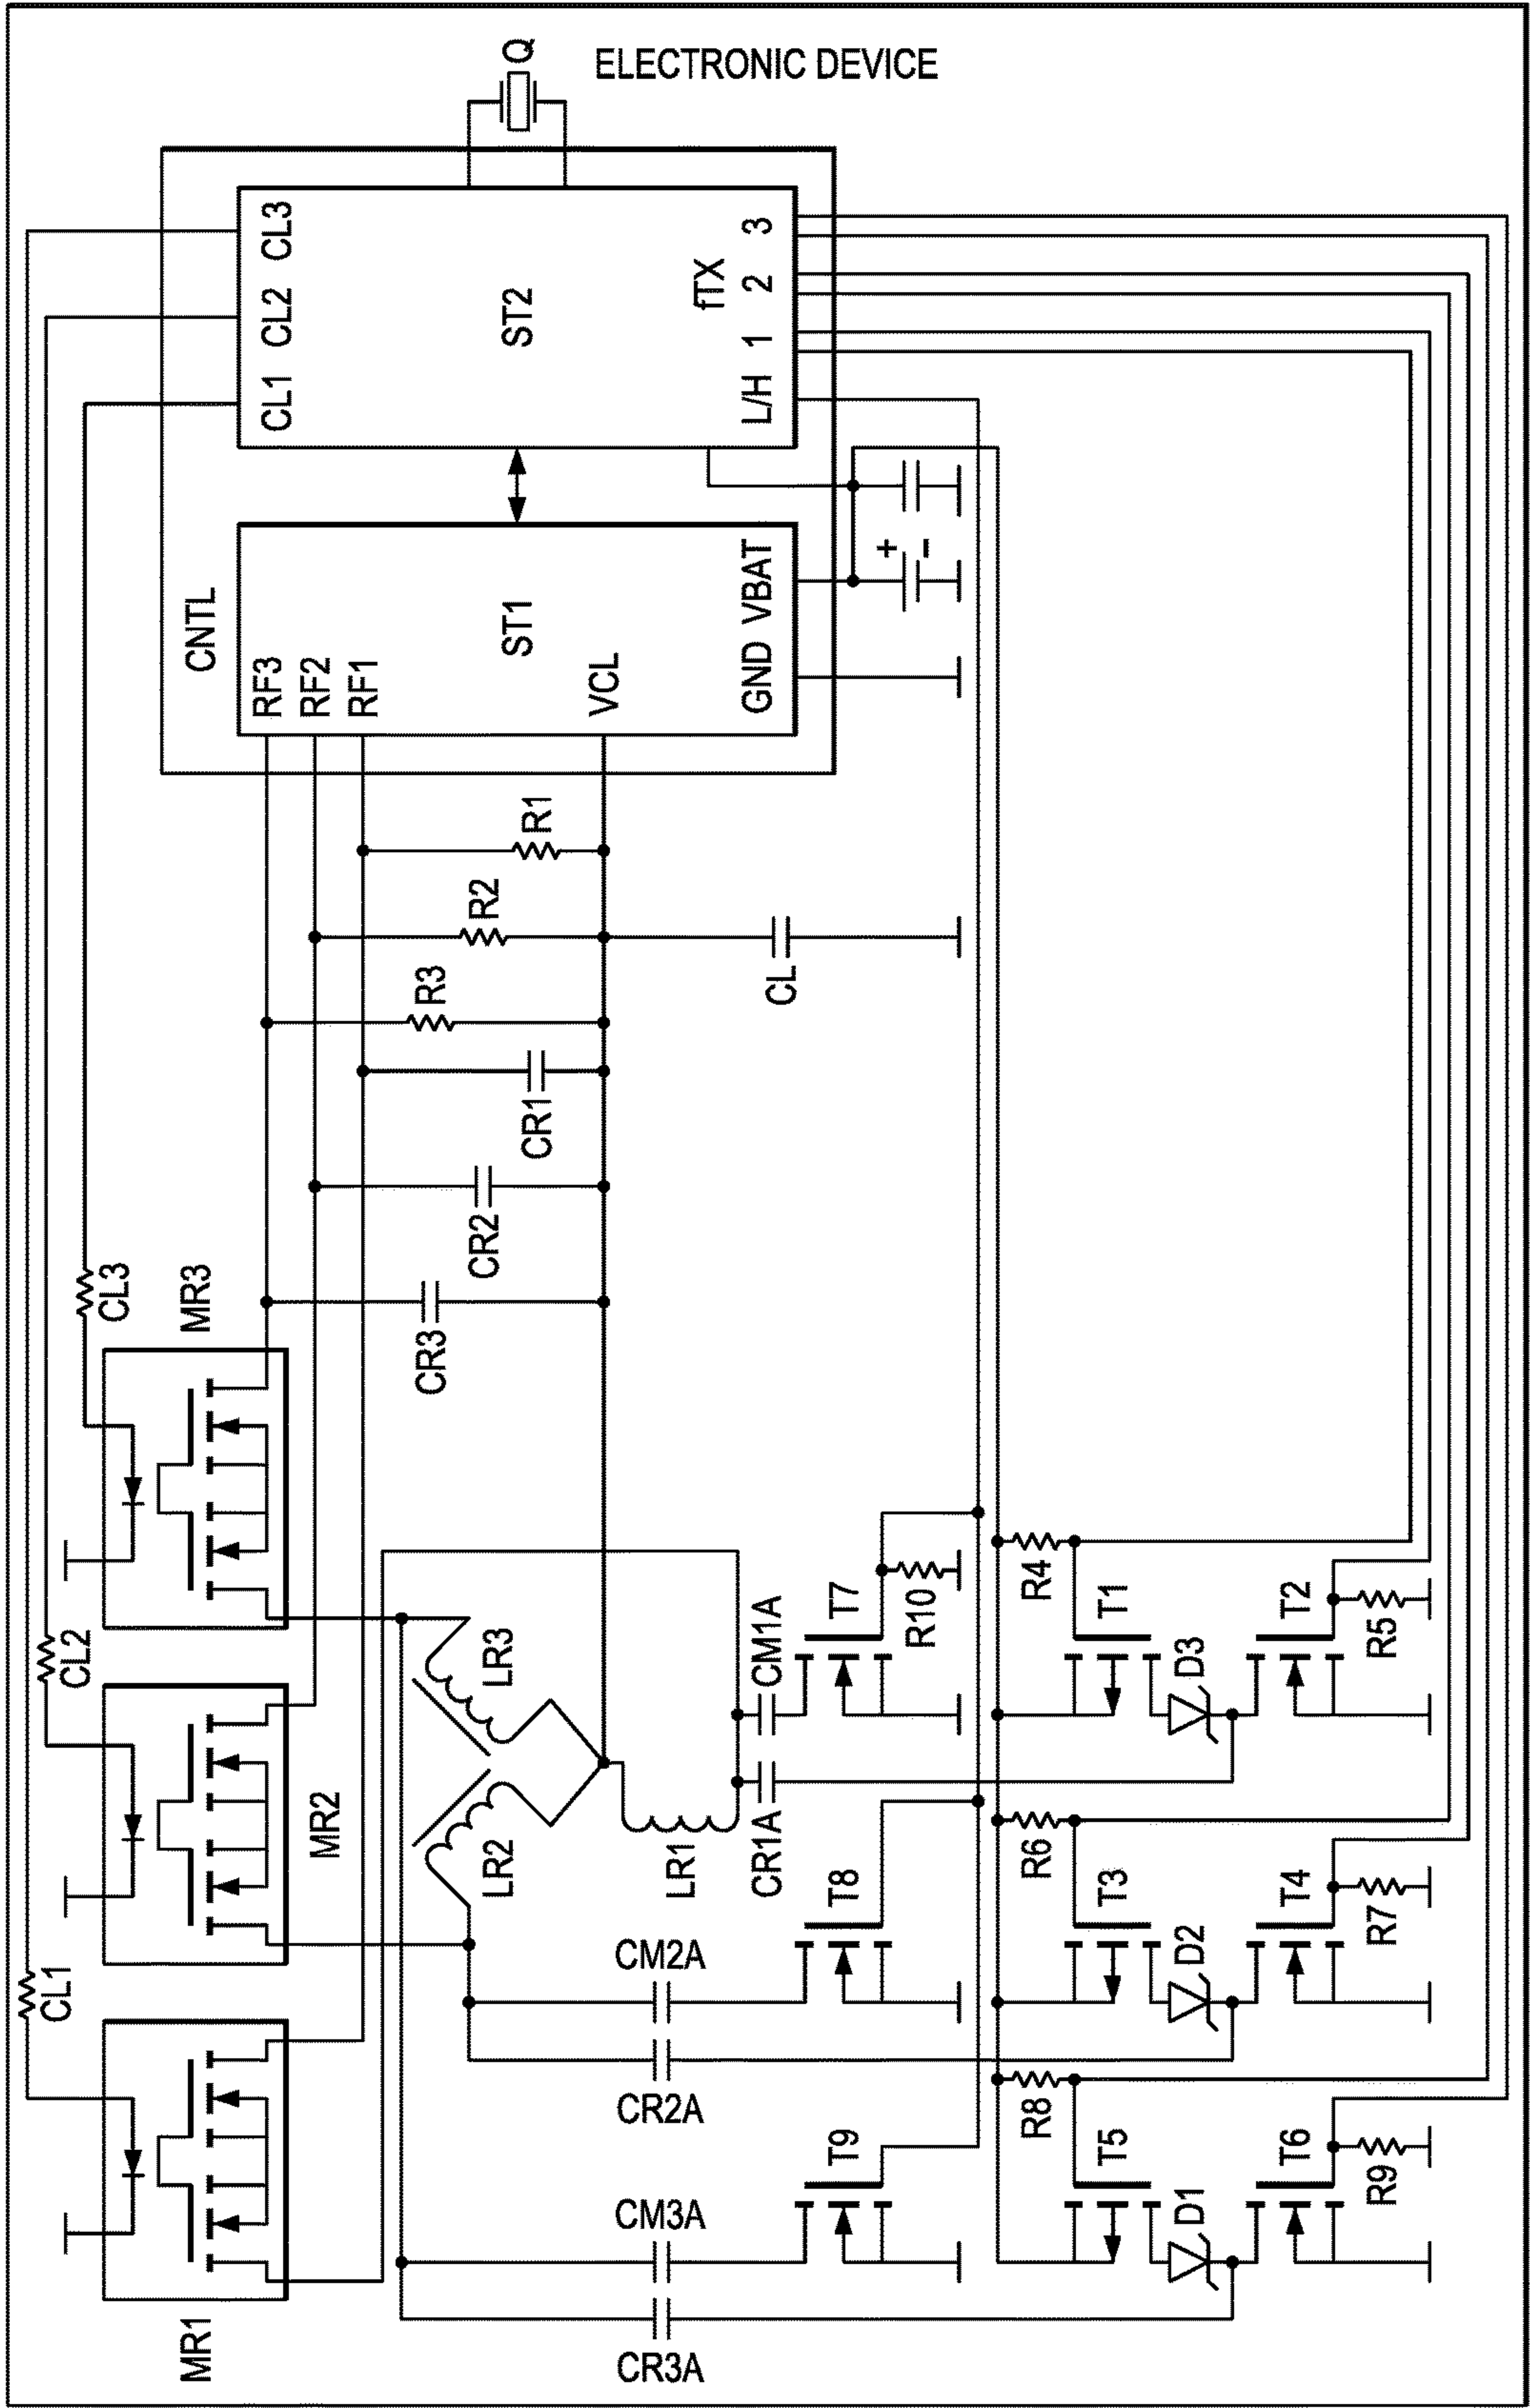 ELECTRONIC DEVICE
Q
CL3
CL2
CL1
ST2
fTX
3
2
1
L/H
CNTL
RF3
RF2
RF1
ST1
VCL
GND
VBAT
+
-
R1
R2
R3
CL
CR1
CR2
CR3
CL3
MR3
CL2
MR2
CL1
MR1
LR3
LR2
LR1
CM1A
CR1A
CM2A
CR2A
CM3A
CR3A
T7
R10
T8
T9
R4
T1
D3
T2
R5
R6
T3
D2
T4
R7
R8
T5
D1
T6
R9